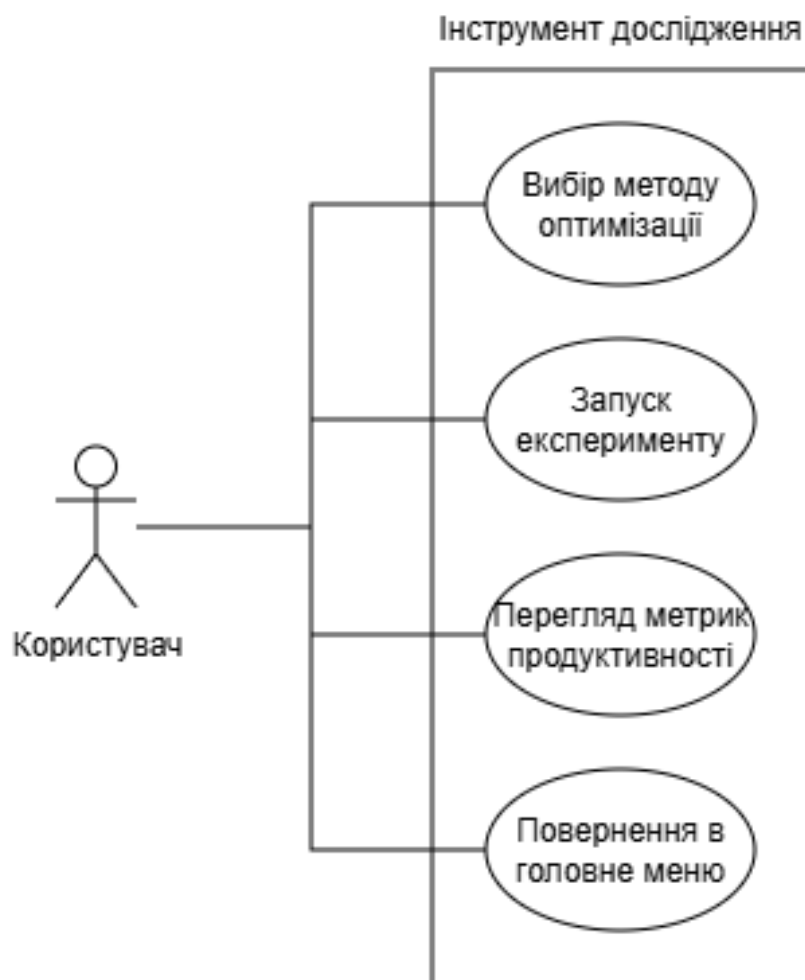 Інструмент дослідження
Вибір методу
оптимізації
Запуск
експерименту
Перегляд метрик
продуктивності
Користувач
Повернення в
головне меню